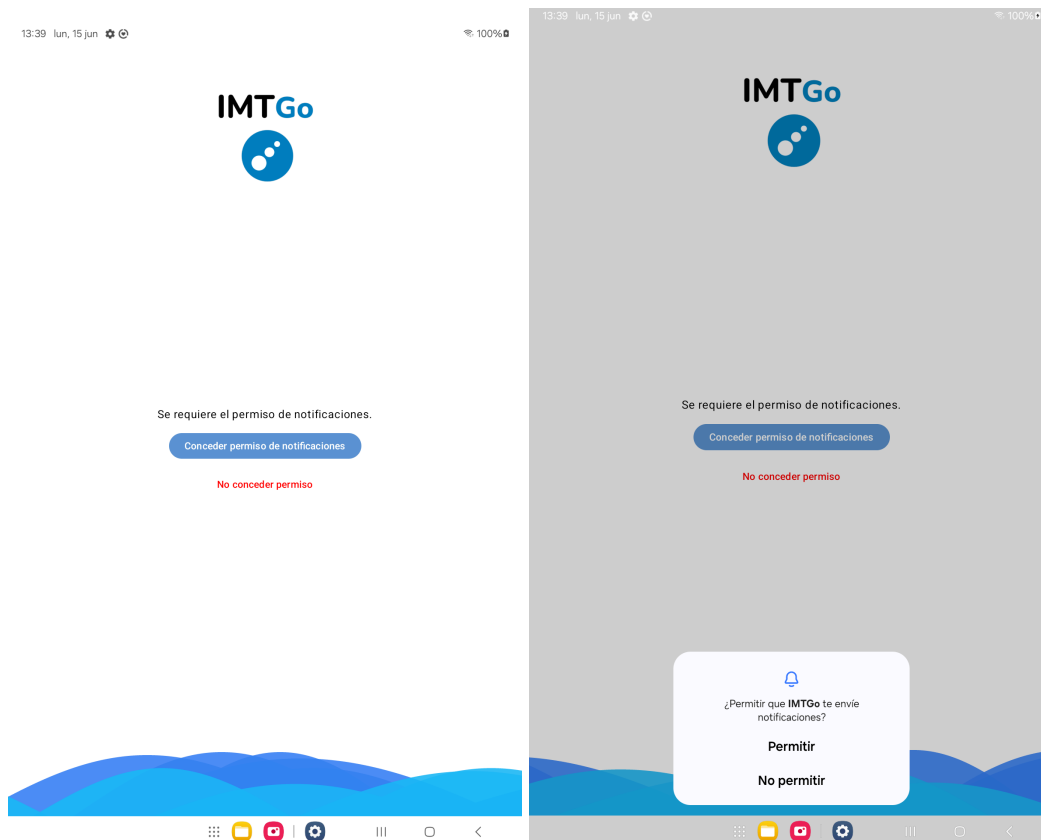 13:39 lun, 15 jun 100%
IMTGo
Se requiere el permiso de notificaciones.
Conceder permiso de notificaciones
No conceder permiso
13:39 lun, 15 jun 100%
IMTGo
Se requiere el permiso de notificaciones.
Conceder permiso de notificaciones
No conceder permiso
¿Permitir que IMTGo te envíe
notificaciones?
Permitir
No permitir